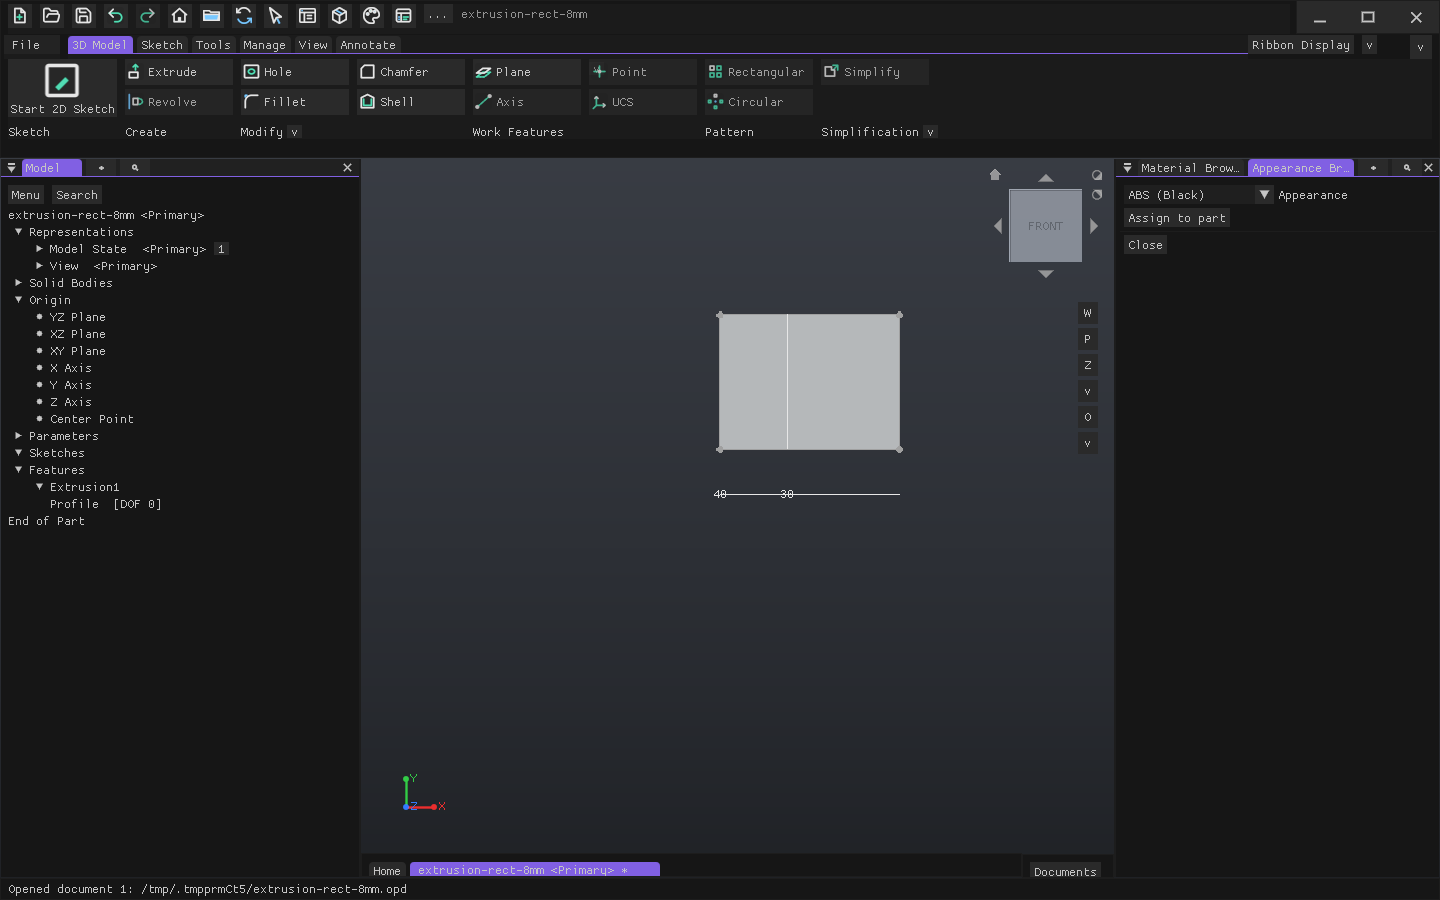 ... extrusion-rect-8mm
File 3D Model Sketch Tools Manage View Annotate Ribbon Display v v
Start 2D Sketch
Extrude Hole Chamfer Plane Point Rectangular Simplify
Revolve Fillet Shell Axis UCS Circular
Sketch Create Modify v Work Features Pattern Simplification v
Model
Menu Search
extrusion-rect-8mm <Primary>
Representations
Model State <Primary> 1
View <Primary>
Solid Bodies
Origin
YZ Plane
XZ Plane
XY Plane
X Axis
Y Axis
Z Axis
Center Point
Parameters
Sketches
Features
Extrusion1
Profile [DOF 0]
End of Part
FRONT
W
P
Z
v
O
v
40 30
Y
Z X
Material Brow… Appearance Br…
ABS (Black) Appearance
Assign to part
Close
Home extrusion-rect-8mm <Primary> * Documents
Opened document 1: /tmp/.tmpprmCt5/extrusion-rect-8mm.opd